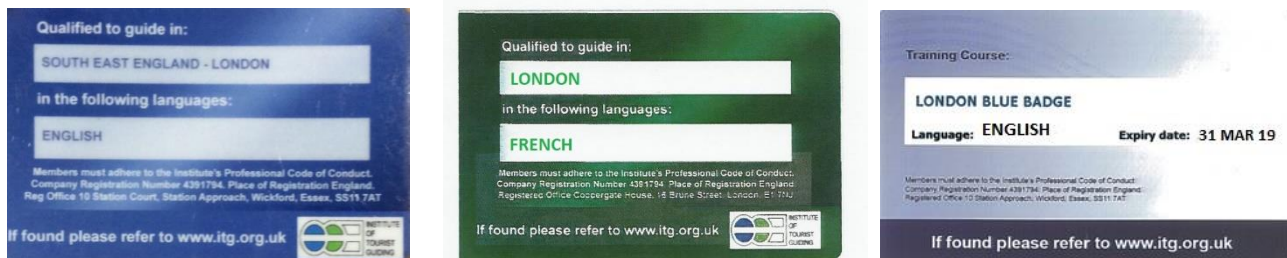 Qualified to guide in:
SOUTH EAST ENGLAND - LONDON
in the following languages:
ENGLISH
Members must adhere to the Institute's Professional Code of Conduct.
Company Registration Number 4391794. Place of Registration England.
Reg Office 10 Station Court, Station Approach, Wickford, Essex, SS11 7AT
If found please refer to www.itg.org.uk
INSTITUTE
OF
TOURIST
GUIDING
Qualified to guide in:
LONDON
in the following languages:
FRENCH
Members must adhere to the Institute's Professional Code of Conduct.
Company Registration Number 4391794. Place of Registration England.
Registered Office Coppergate House, 16 Brune Street, London, E1 7NJ
If found please refer to www.itg.org.uk
INSTITUTE
OF
TOURIST
GUIDING
Training Course:
LONDON BLUE BADGE
Language: ENGLISH Expiry date: 31 MAR 19
Members must adhere to the Institute's Professional Code of Conduct.
Company Registration Number 4391794. Place of Registration England.
Registered Office 10 Station Court, Station Approach, Wickford, Essex, SS11 7AT
If found please refer to www.itg.org.uk